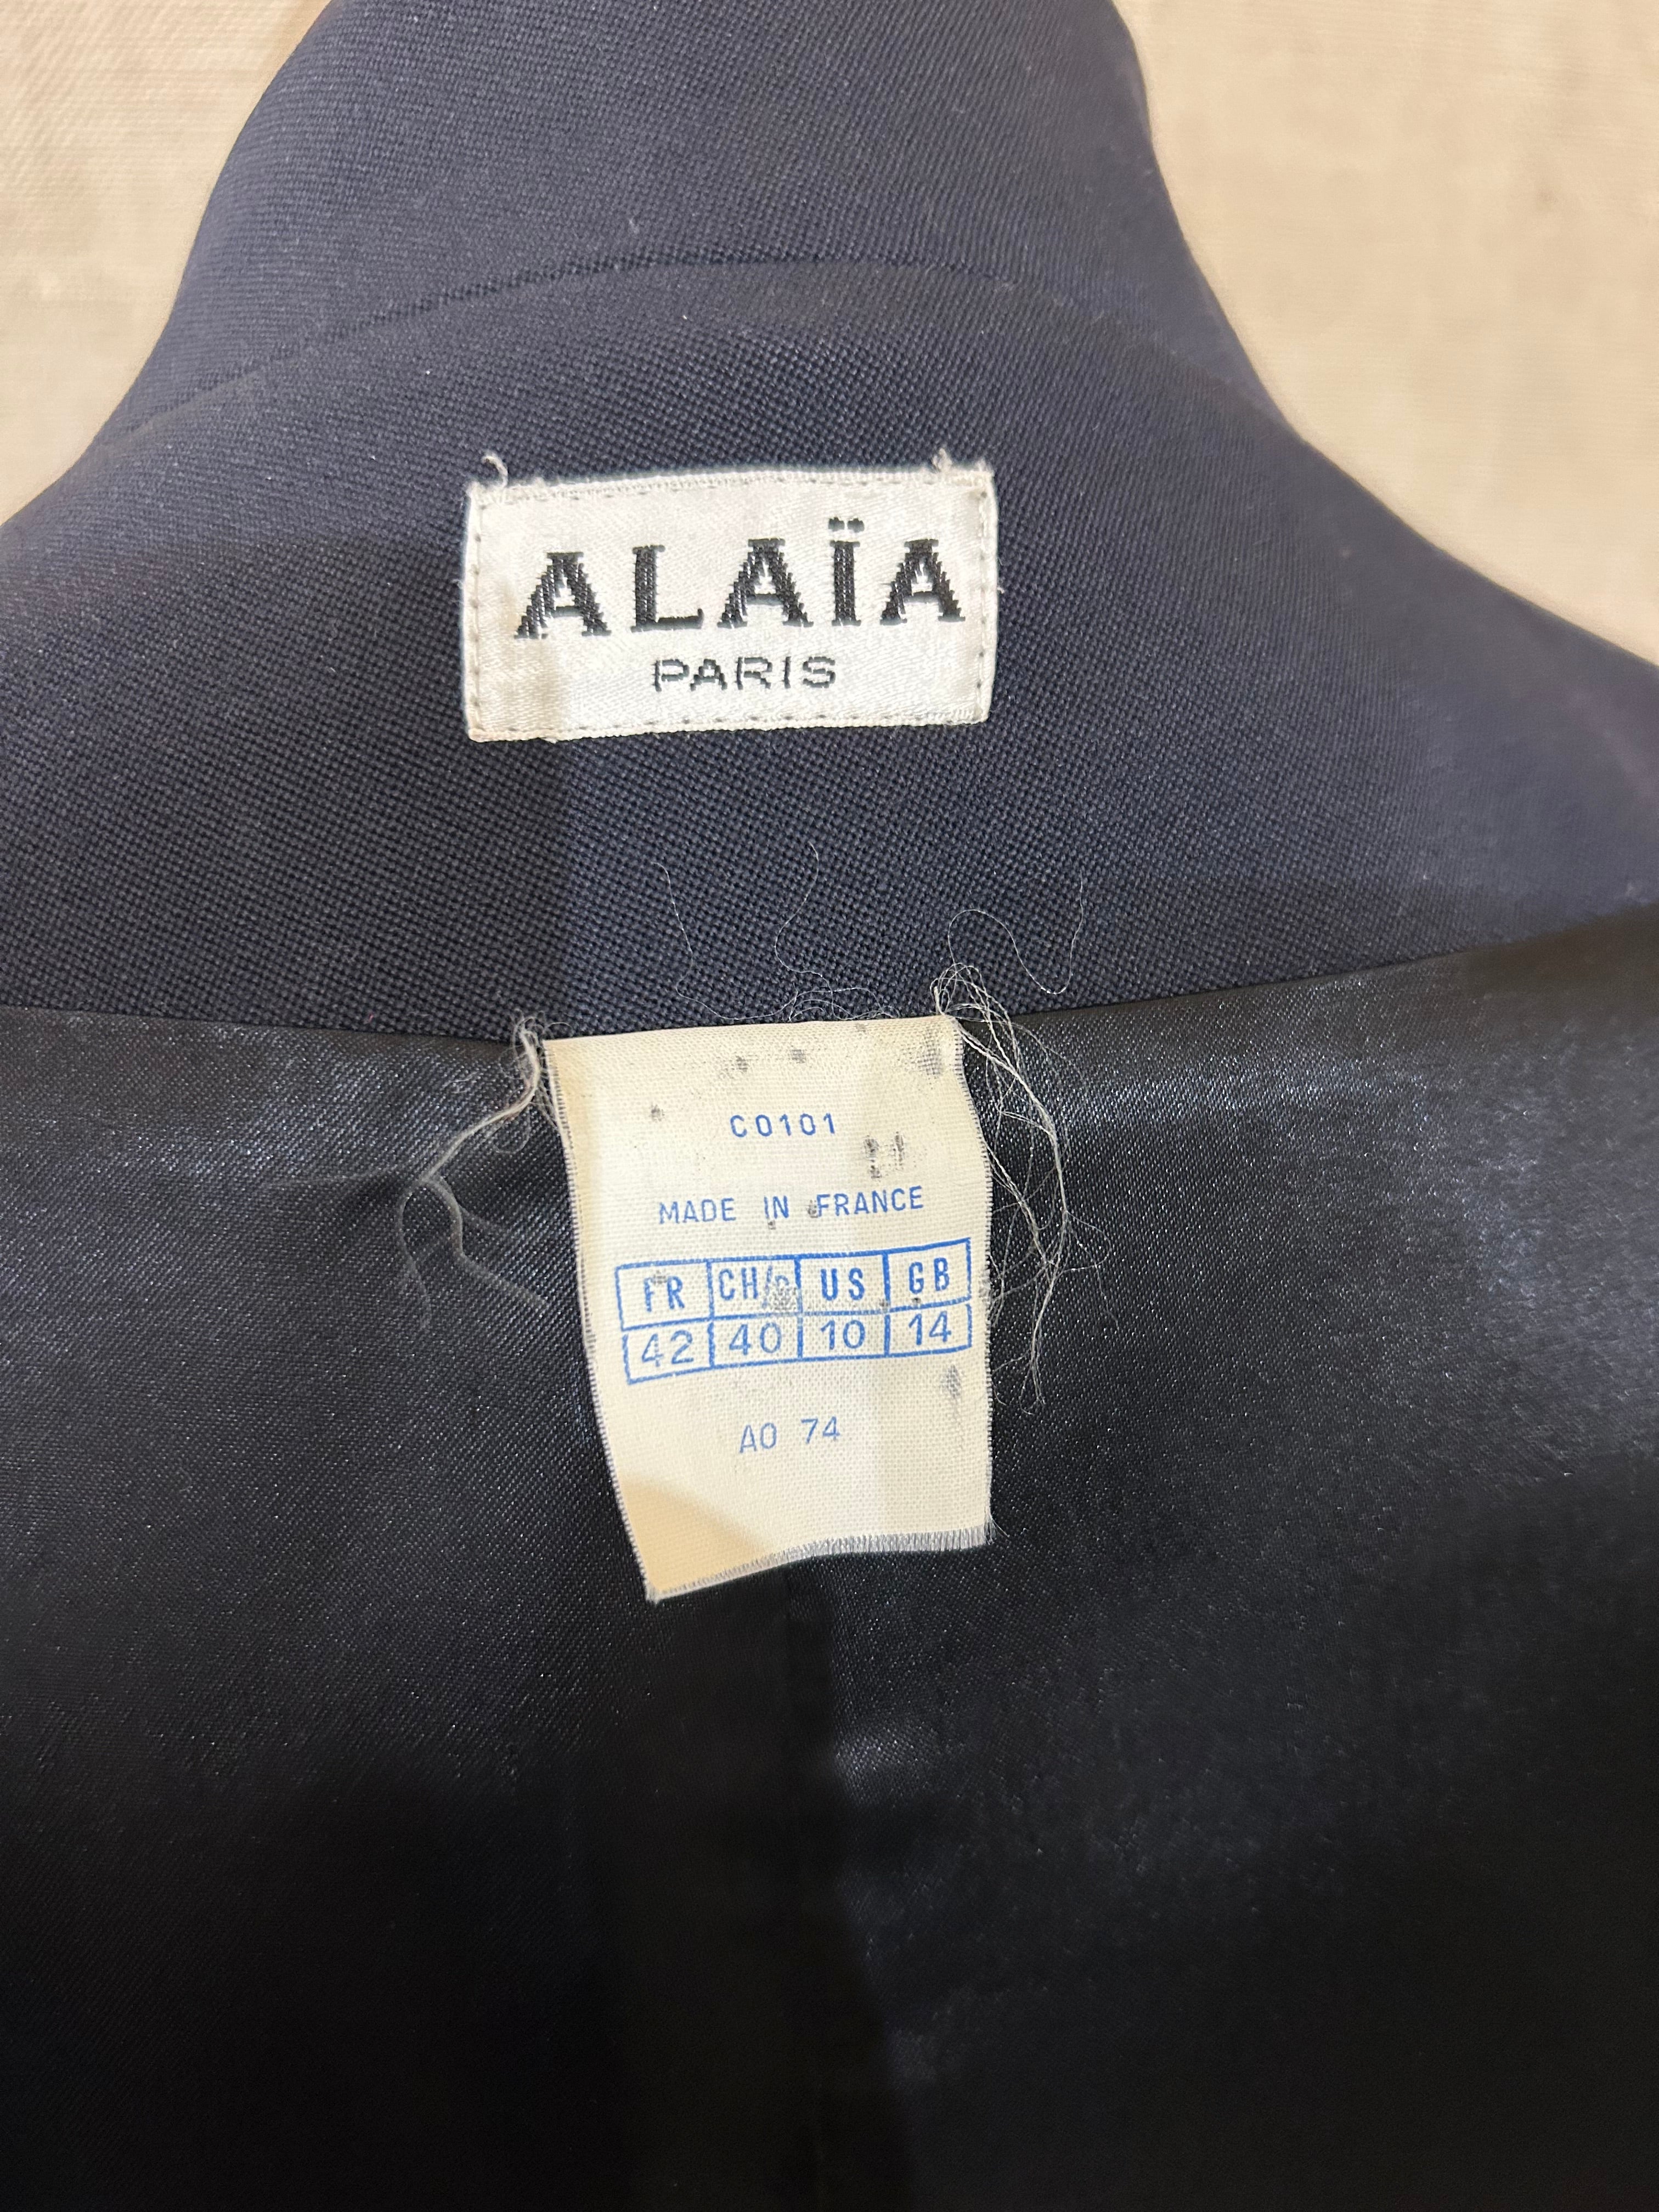 ALAÏA
PARIS
C0101
MADE IN FRANCE
FR CH/ US GB
42 40 10 14
A0 74